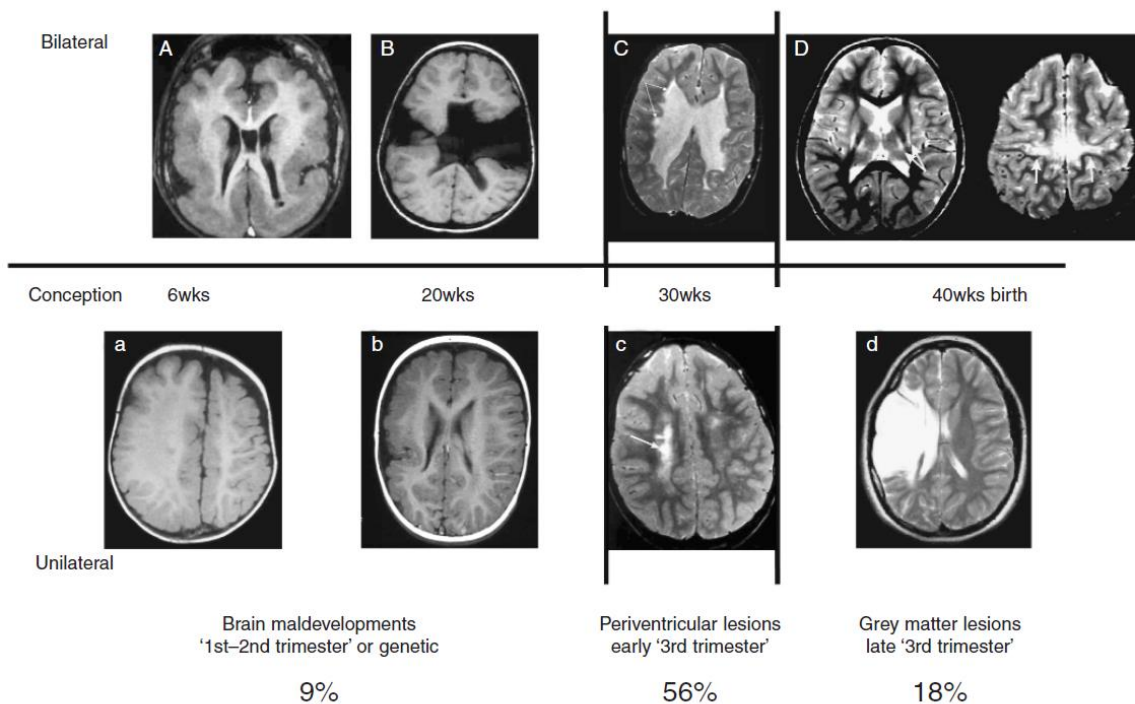 Bilateral
A
B
C
D
Conception 6wks 20wks 30wks 40wks birth
a
b
c
d
Unilateral
Brain maldevelopments
‘1st–2nd trimester’ or genetic
9%
Periventricular lesions
early ‘3rd trimester’
56%
Grey matter lesions
late ‘3rd trimester’
18%